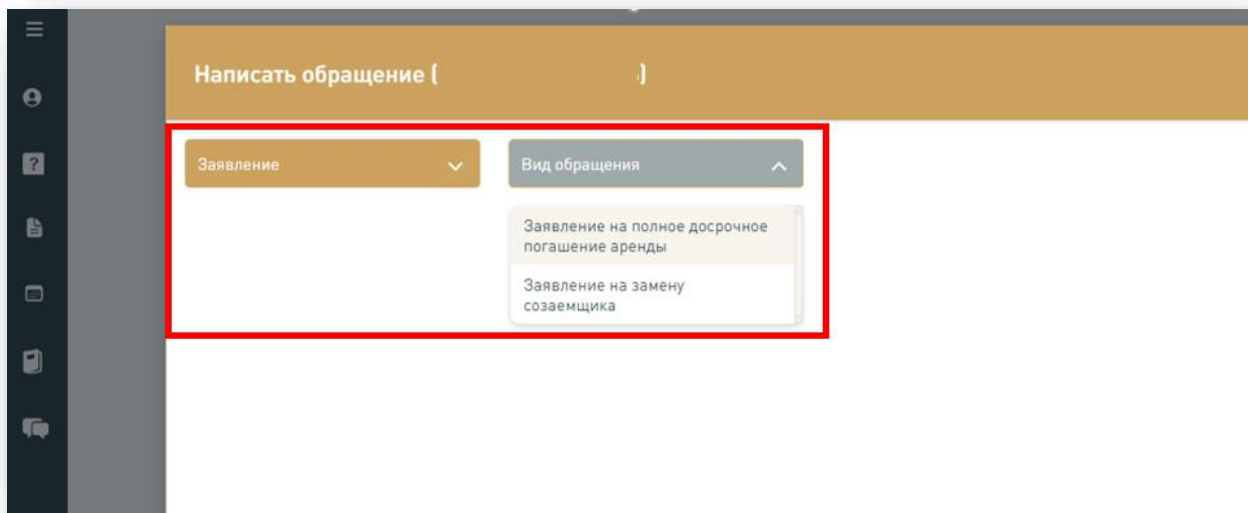 Написать обращение ( )
Заявление
Вид обращения
Заявление на полное досрочное
погашение аренды
Заявление на замену
созаемщика